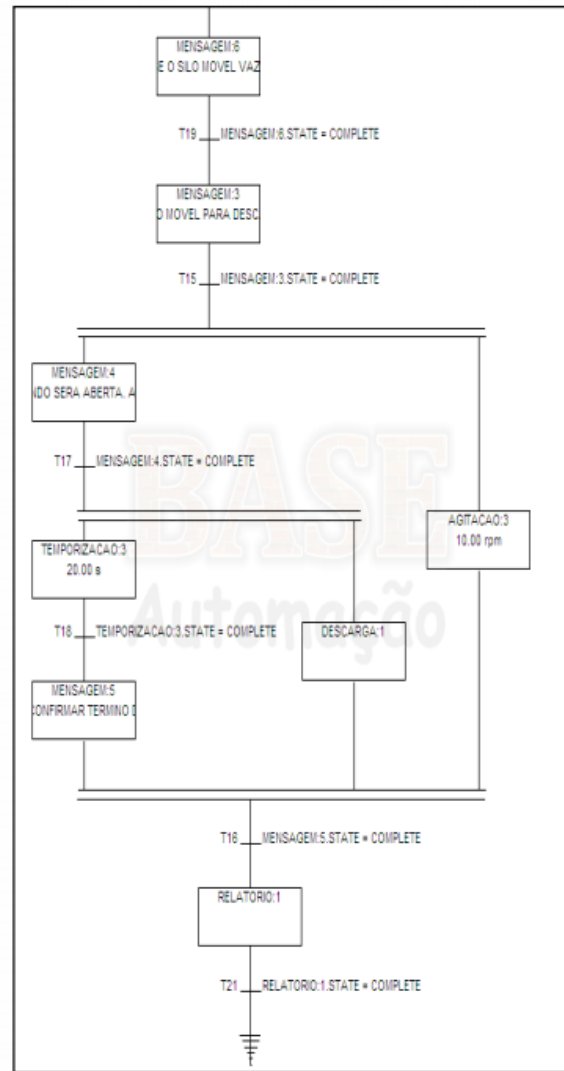 MENSAGEM:6
E O SILO MOVEL VAZ
T19 MENSAGEM:6.STATE = COMPLETE
MENSAGEM:3
O MOVEL PARA DESC
T15 MENSAGEM:3.STATE = COMPLETE
MENSAGEM:4
NDO SERA ABERTA. A
T17 MENSAGEM:4.STATE = COMPLETE
BASE
Automação
AGITACAO:3
10.00 rpm
TEMPORIZACAO:3
20.00 s
T18 TEMPORIZACAO:3.STATE = COMPLETE
DESCARGA:1
MENSAGEM:5
CONFIRMAR TERMINO D
T16 MENSAGEM:5.STATE = COMPLETE
RELATORIO:1
T21 RELATORIO:1.STATE = COMPLETE